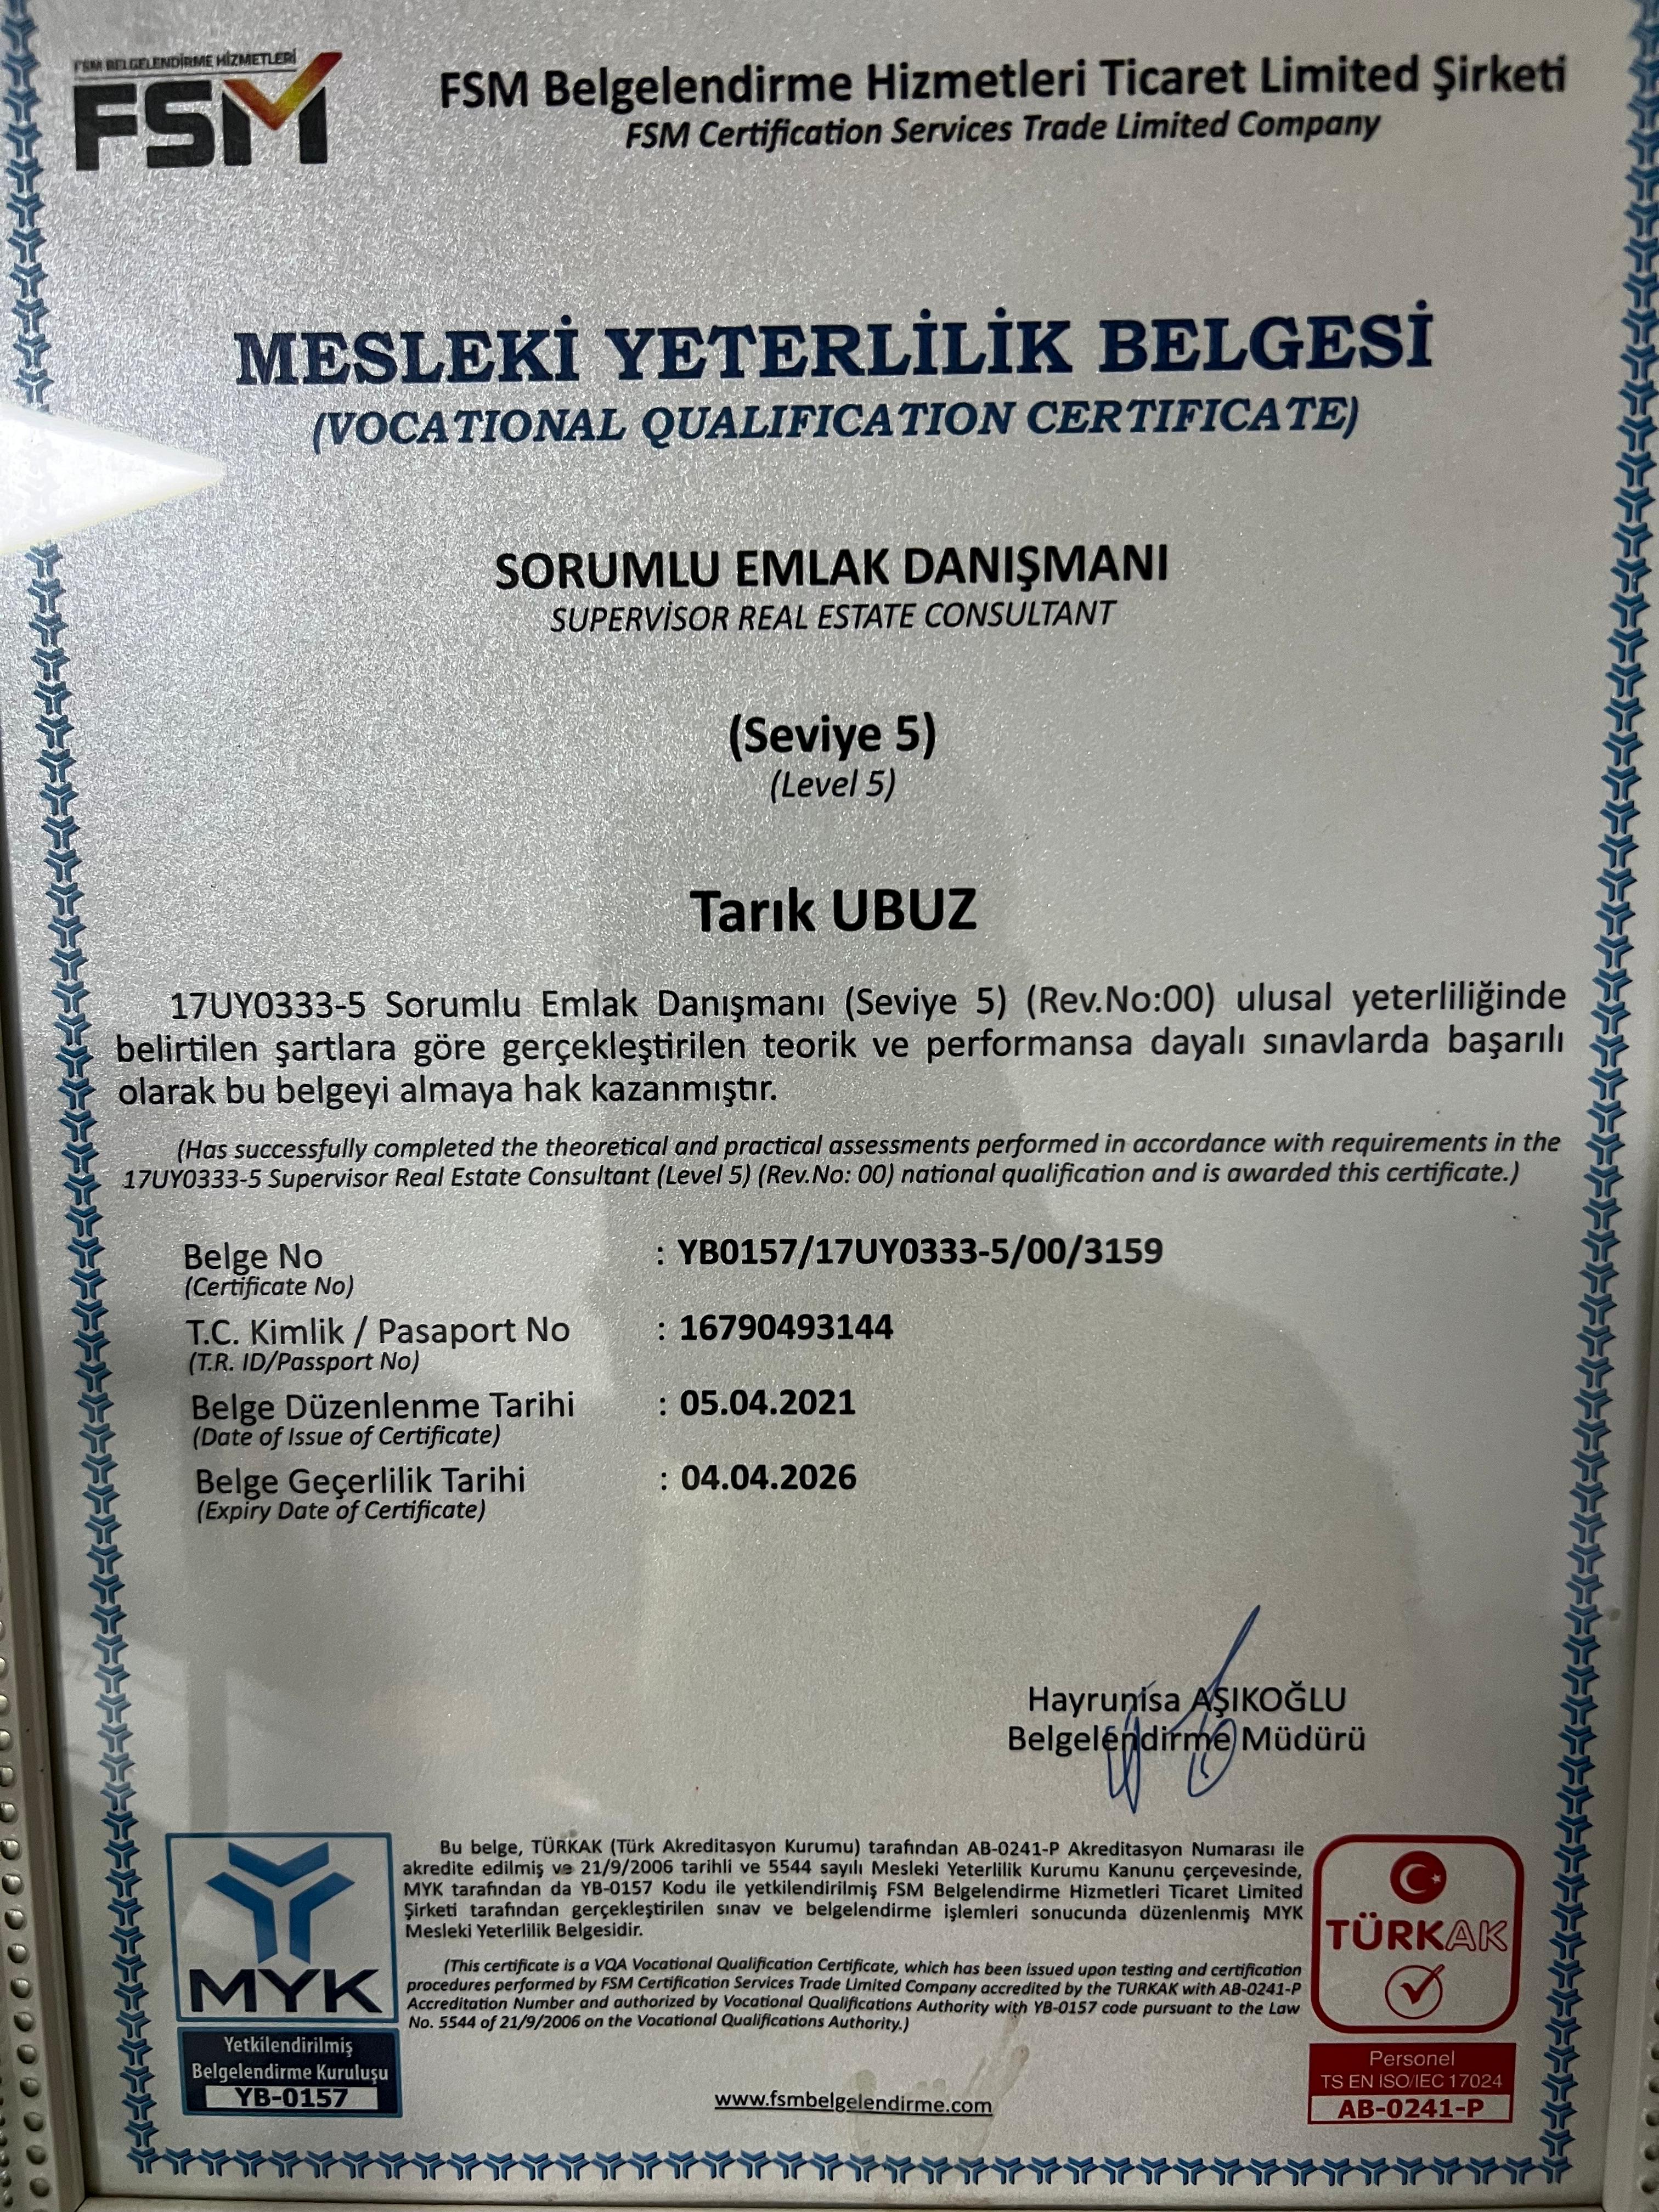 FSM BELGELENDİRME HİZMETLERİ
FSM
FSM Belgelendirme Hizmetleri Ticaret Limited Şirketi
FSM Certification Services Trade Limited Company
MESLEKİ YETERLİLİK BELGESİ
(VOCATIONAL QUALIFICATION CERTIFICATE)
SORUMLU EMLAK DANIŞMANI
SUPERVİSOR REAL ESTATE CONSULTANT
(Seviye 5)
(Level 5)
Tarık UBUZ
17UY0333-5 Sorumlu Emlak Danışmanı (Seviye 5) (Rev.No:00) ulusal yeterliliğinde
belirtilen şartlara göre gerçekleştirilen teorik ve performansa dayalı sınavlarda başarılı
olarak bu belgeyi almaya hak kazanmıştır.
(Has successfully completed the theoretical and practical assessments performed in accordance with requirements in the
17UY0333-5 Supervisor Real Estate Consultant (Level 5) (Rev.No: 00) national qualification and is awarded this certificate.)
Belge No : YB0157/17UY0333-5/00/3159
(Certificate No)
T.C. Kimlik / Pasaport No : 16790493144
(T.R. ID/Passport No)
Belge Düzenlenme Tarihi : 05.04.2021
(Date of Issue of Certificate)
Belge Geçerlilik Tarihi : 04.04.2026
(Expiry Date of Certificate)
Hayrunisa AŞIKOĞLU
Belgelendirme Müdürü
Bu belge, TÜRKAK (Türk Akreditasyon Kurumu) tarafından AB-0241-P Akreditasyon Numarası ile
akredite edilmiş ve 21/9/2006 tarihli ve 5544 sayılı Mesleki Yeterlilik Kurumu Kanunu çerçevesinde,
MYK tarafından da YB-0157 Kodu ile yetkilendirilmiş FSM Belgelendirme Hizmetleri Ticaret Limited
Şirketi tarafından gerçekleştirilen sınav ve belgelendirme işlemleri sonucunda düzenlenmiş MYK
Mesleki Yeterlilik Belgesidir.
(This certificate is a VQA Vocational Qualification Certificate, which has been issued upon testing and certification
procedures performed by FSM Certification Services Trade Limited Company accredited by the TURKAK with AB-0241-P
Accreditation Number and authorized by Vocational Qualifications Authority with YB-0157 code pursuant to the Law
No. 5544 of 21/9/2006 on the Vocational Qualifications Authority.)
MYK
Yetkilendirilmiş
Belgelendirme Kuruluşu
YB-0157
TÜRKAK
Personel
TS EN ISO/IEC 17024
AB-0241-P
www.fsmbelgelendirme.com